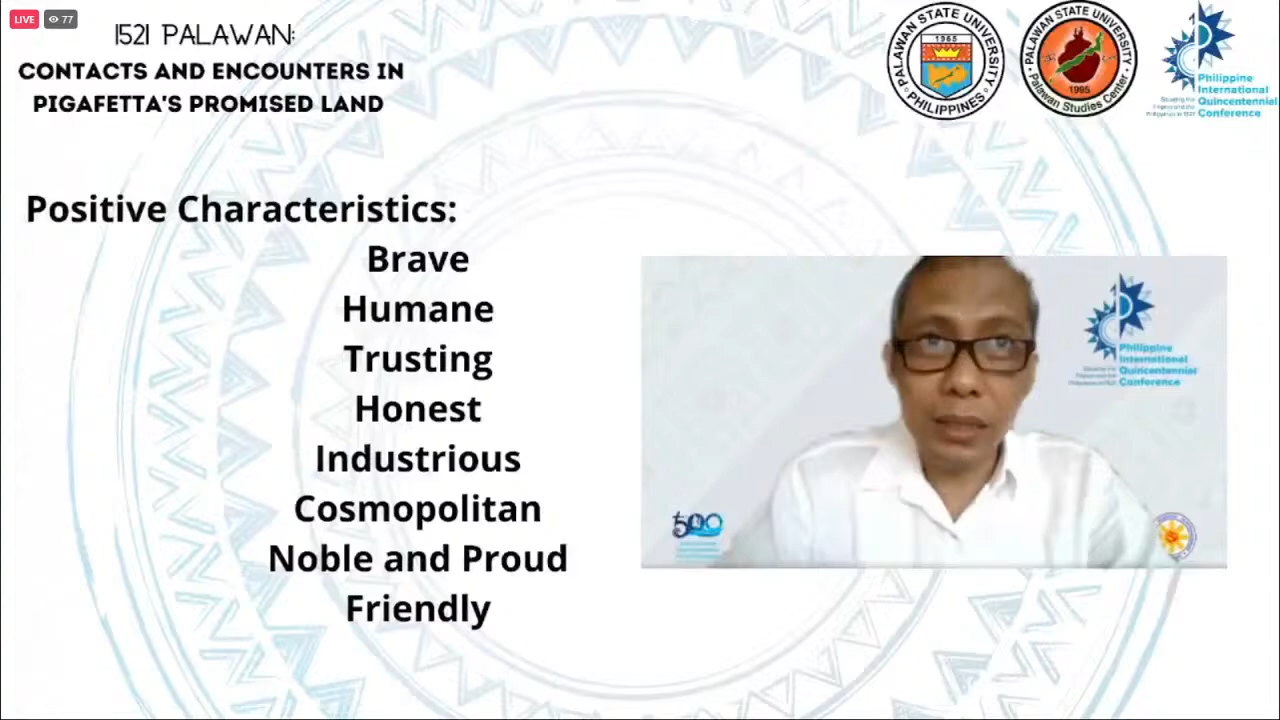 LIVE 77
1521 PALAWAN:
CONTACTS AND ENCOUNTERS IN
PIGAFETTA'S PROMISED LAND
PALAWAN STATE UNIVERSITY
1965
PHILIPPINES
PALAWAN STATE UNIVERSITY
Palawan Studies Center
1995
Philippine
International
Quincentennial
Conference
Positive Characteristics:
Brave
Humane
Trusting
Honest
Industrious
Cosmopolitan
Noble and Proud
Friendly
Philippine
International
Quincentennial
Conference
500